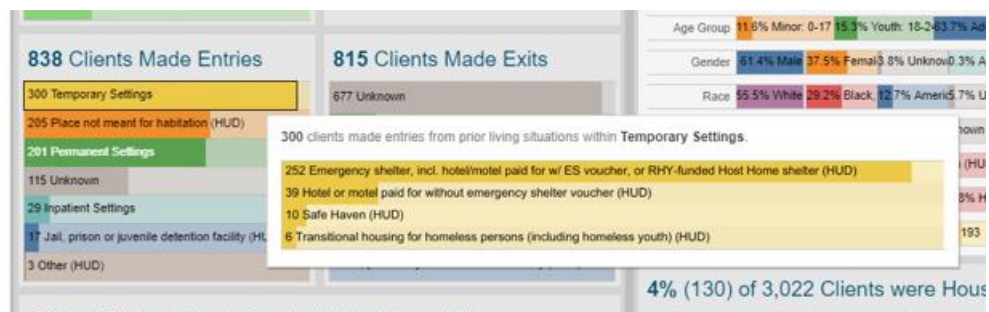 838 Clients Made Entries
300 Temporary Settings
205 Place not meant for habitation (HUD)
201 Permanent Settings
115 Unknown
29 Inpatient Settings
17 Jail, prison or juvenile detention facility (HU
3 Other (HUD)
815 Clients Made Exits
677 Unknown
300 clients made entries from prior living situations within Temporary Settings.
252 Emergency shelter, incl. hotel/motel paid for w/ ES voucher, or RHY-funded Host Home shelter (HUD)
39 Hotel or motel paid for without emergency shelter voucher (HUD)
10 Safe Haven (HUD)
6 Transitional housing for homeless persons (including homeless youth) (HUD)
Age Group 11.6% Minor: 0-17 15.3% Youth: 18-2 63.7% Ad
Gender 61.4% Male 37.5% Femal 3.8% Unknow 0.3% A
Race 55.5% White 29.2% Black, 12.7% Americ 5.7% U
nown
(HU
8% H
193
4% (130) of 3,022 Clients were Hous